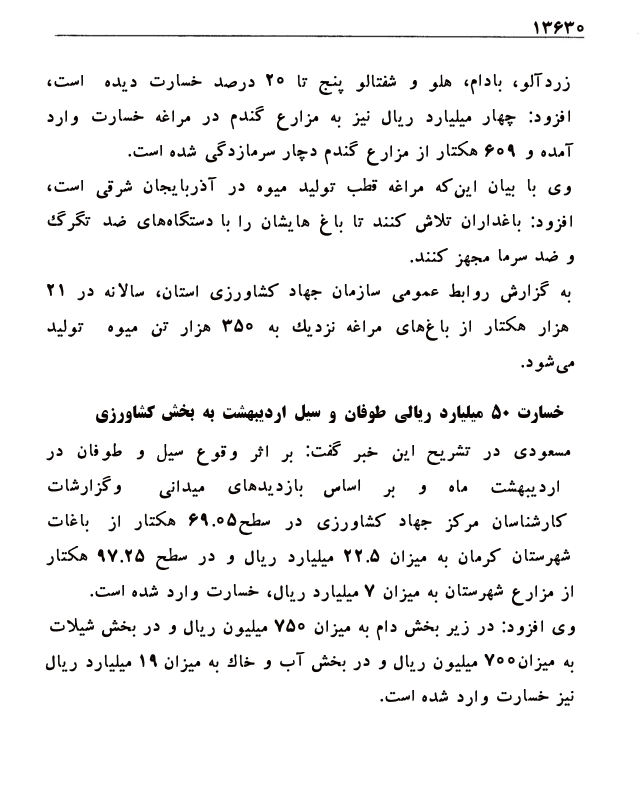 ۱۳۶۳۰
زردآلو، بادام، هلو و شفتالو پنج تا ۲۰ درصد خسارت دیده است،
افزود: چهار میلیارد ریال نیز به مزارع گندم در مراغه خسارت وارد
آمده و ۶۰۹ هکتار از مزارع گندم دچار سرمازدگی شده است.
وی با بیان این‌که مراغه قطب تولید میوه در آذربایجان شرقی است،
افزود: باغداران تلاش کنند تا باغ هایشان را با دستگاه‌های ضد تگرگ
و ضد سرما مجهز کنند.
به گزارش روابط عمومی سازمان جهاد کشاورزی استان، سالانه در ۲۱
هزار هکتار از باغ‌های مراغه نزدیك به ۳۵۰ هزار تن میوه تولید
می‌شود.
خسارت ۵۰ میلیارد ریالی طوفان و سیل اردیبهشت به بخش کشاورزی
مسعودی در تشریح این خبر گفت: بر اثر وقوع سیل و طوفان در
اردیبهشت ماه و بر اساس بازدیدهای میدانی وگزارشات
کارشناسان مرکز جهاد کشاورزی در سطح۶۹.۰۵ هکتار از باغات
شهرستان کرمان به میزان ۲۲.۵ میلیارد ریال و در سطح ۹۷.۲۵ هکتار
از مزارع شهرستان به میزان ۷ میلیارد ریال، خسارت وارد شده است.
وی افزود: در زیر بخش دام به میزان ۷۵۰ میلیون ریال و در بخش شیلات
به میزان۷۰۰ میلیون ریال و در بخش آب و خاك به میزان ۱۹ میلیارد ریال
نیز خسارت وارد شده است.